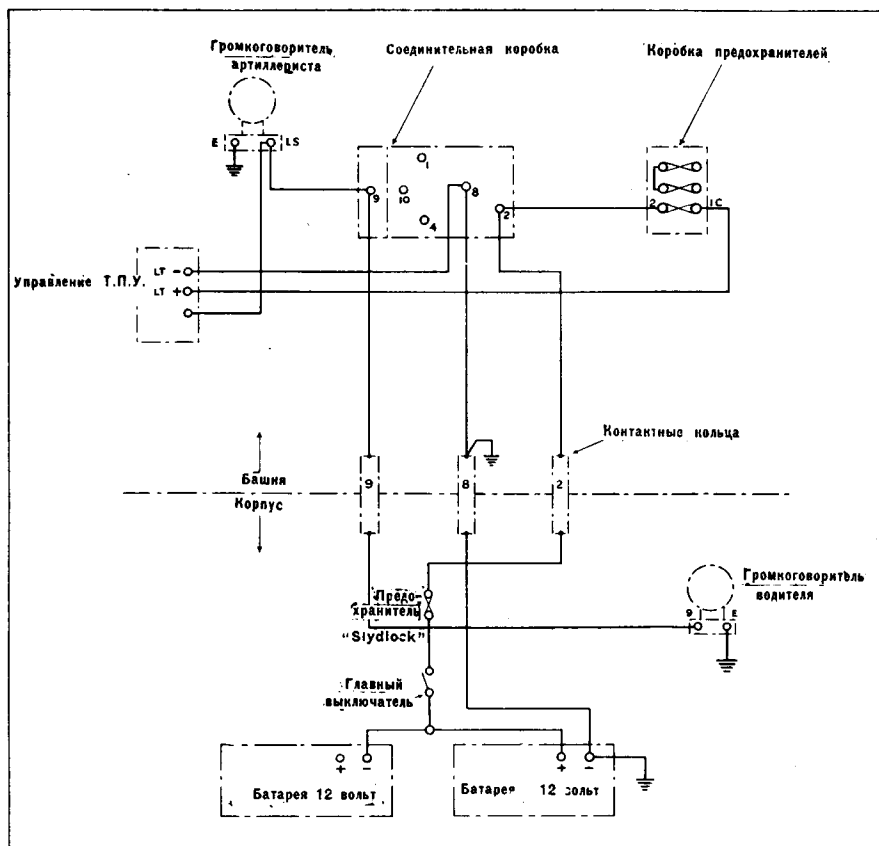 Громкоговоритель
артиллериста
Соединительная коробка
Коробка предохранителей
E
LS
1
9
10
8
4
2
2
1C
Управление Т.П.У.
LT -
LT +
Контактные кольца
Башня
Корпус
9
8
2
Предо-
хранитель
"Slydlock"
Громкоговоритель
водителя
9
E
Главный
выключатель
+ -
+ -
Батарея 12 вольт
Батарея 12 вольт